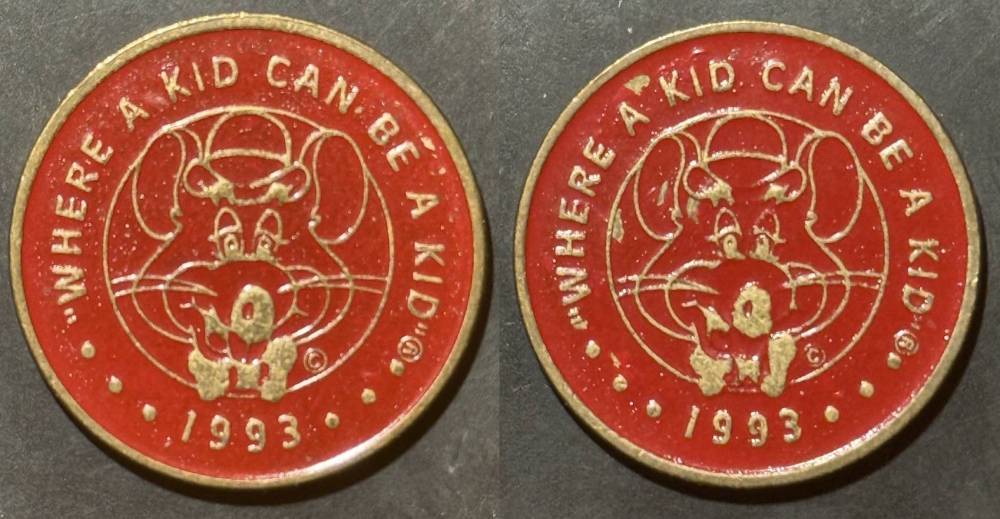 "WHERE A KID CAN BE A KID"®
©
• • • 1993 • • •
"WHERE A KID CAN BE A KID"®
©
• • • 1993 • • •